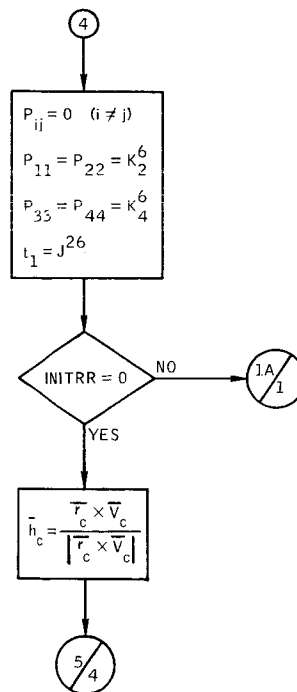 4
P_ij = 0 (i ≠ j)
P_11 = P_22 = K_2^6
P_33 = P_44 = K_4^6
t_1 = J^26
INITRR = 0
NO
1A/1
YES
h̄_c = (r̄_c × V̄_c) / |r̄_c × V̄_c|
5/4